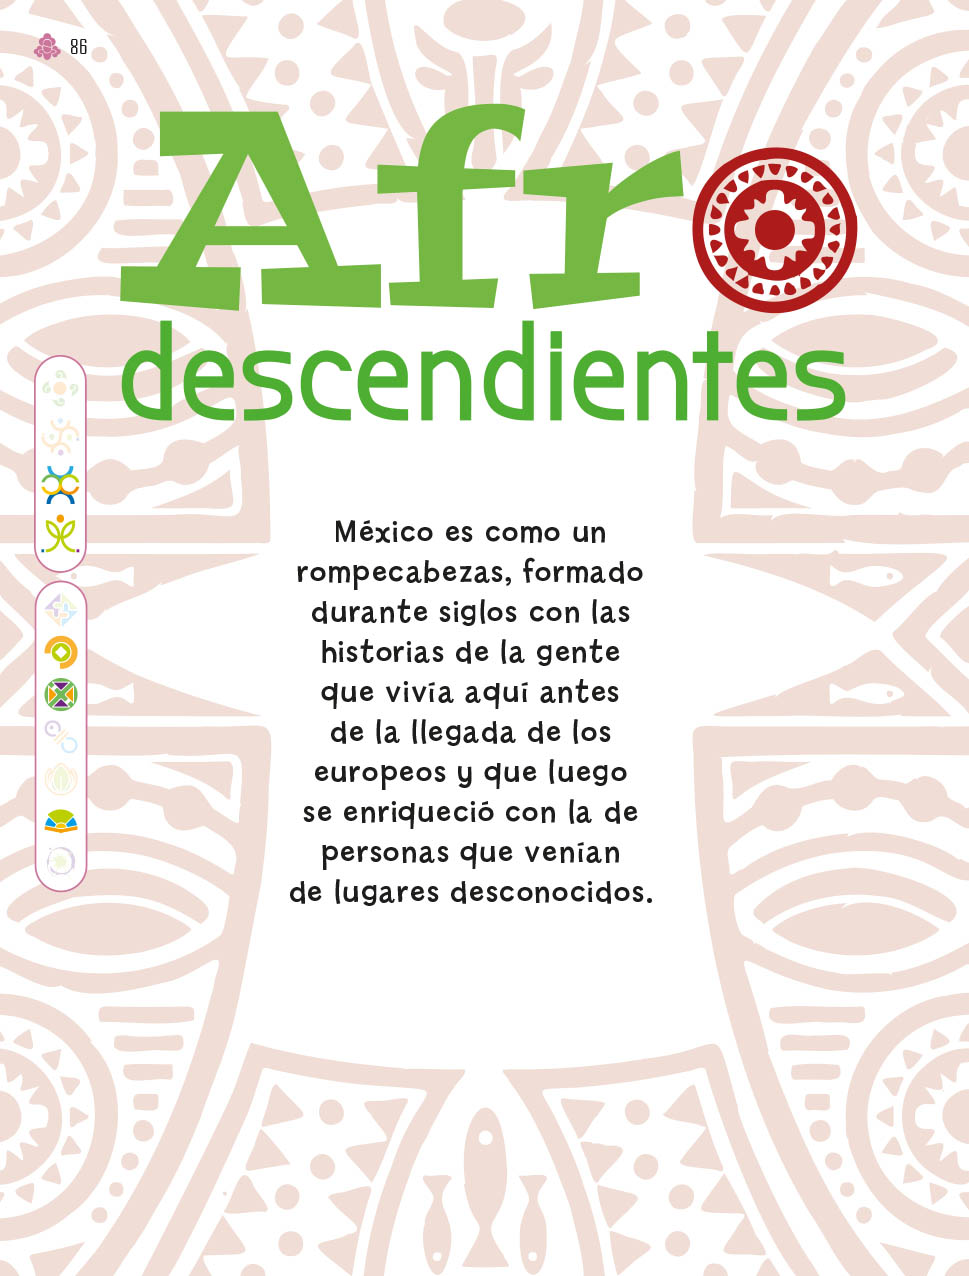 86
Afro
descendientes
México es como un
rompecabezas, formado
durante siglos con las
historias de la gente
que vivía aquí antes
de la llegada de los
europeos y que luego
se enriqueció con la de
personas que venían
de lugares desconocidos.